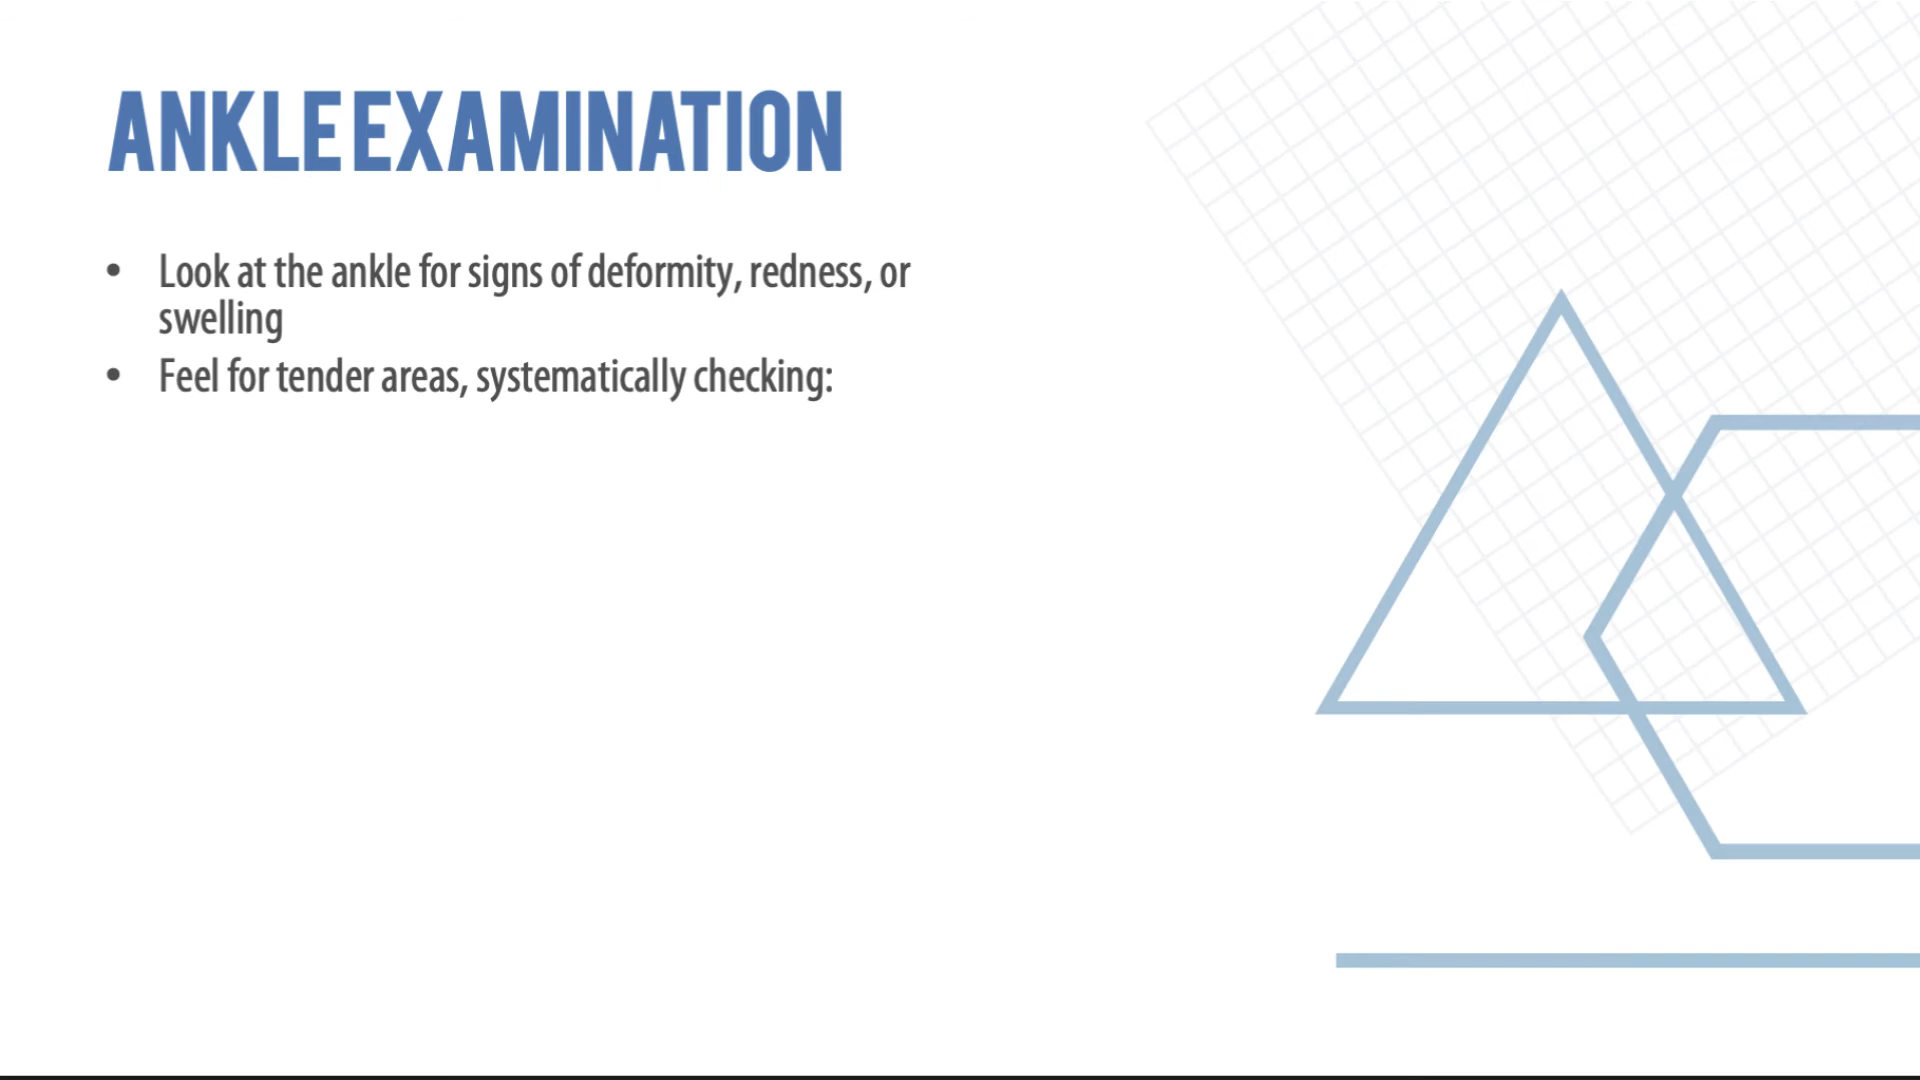 ANKLE EXAMINATION
• Look at the ankle for signs of deformity, redness, or
swelling
• Feel for tender areas, systematically checking: